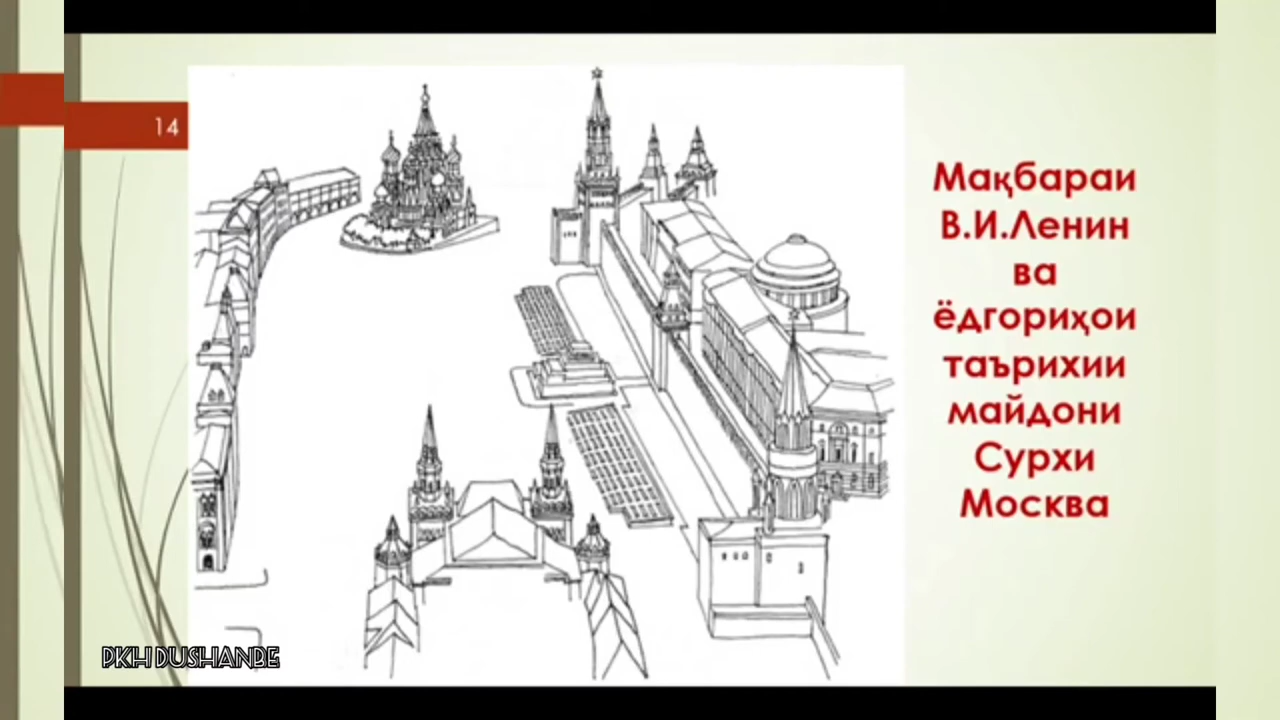 14
Мақбараи
В.И.Ленин
ва
ёдгориҳои
таърихии
майдони
Сурхи
Москва
PKH DUSHANBE